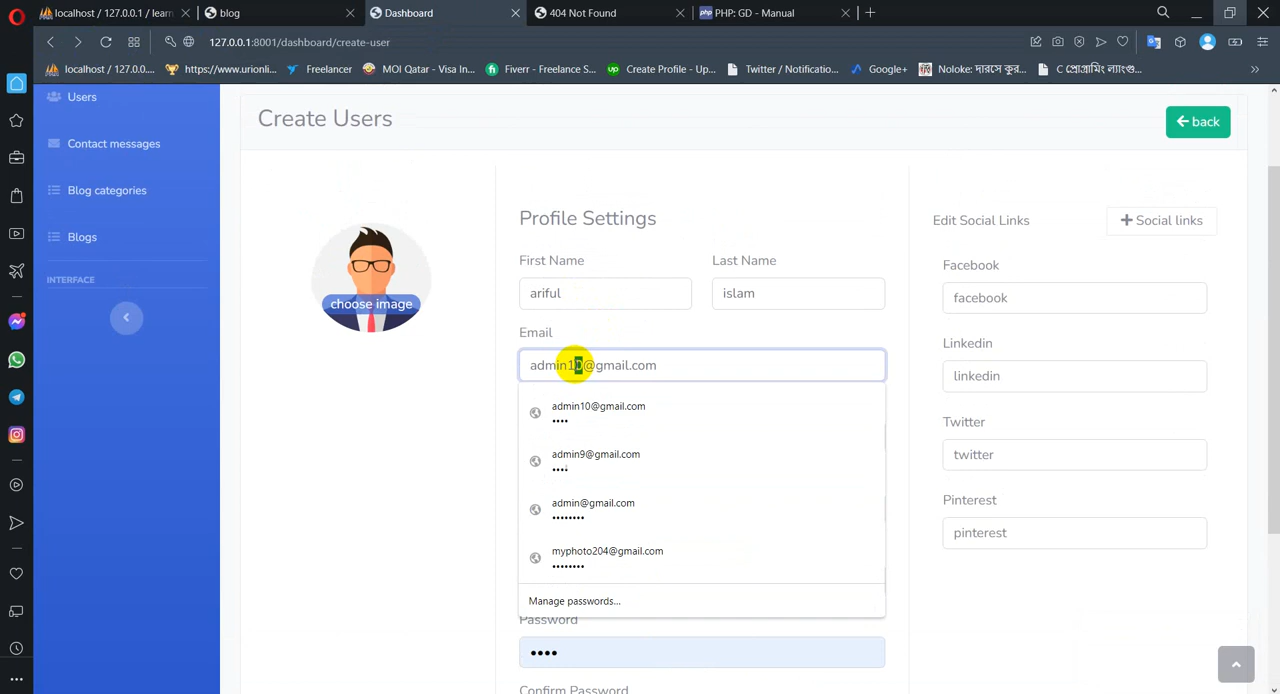 localhost / 127.0.0.1 / learn
blog
Dashboard
404 Not Found
php PHP: GD - Manual
127.0.0.1:8001/dashboard/create-user
localhost / 127.0.0....
https://www.urionli...
Freelancer
MOI Qatar - Visa In...
Fiverr - Freelance S...
Create Profile - Up...
Twitter / Notificatio...
Google+
Noloke: দারসে কুর...
C প্রোগ্রামিং ল্যাংগু...
Users
Contact messages
Blog categories
Blogs
INTERFACE
Create Users
back
choose image
Profile Settings
First Name
Last Name
ariful
islam
Email
admin10@gmail.com
admin10@gmail.com
••••
admin9@gmail.com
••••
admin@gmail.com
••••••••
myphoto204@gmail.com
••••••••
Manage passwords...
Password
••••
Confirm Password
Edit Social Links
Social links
Facebook
facebook
Linkedin
linkedin
Twitter
twitter
Pinterest
pinterest